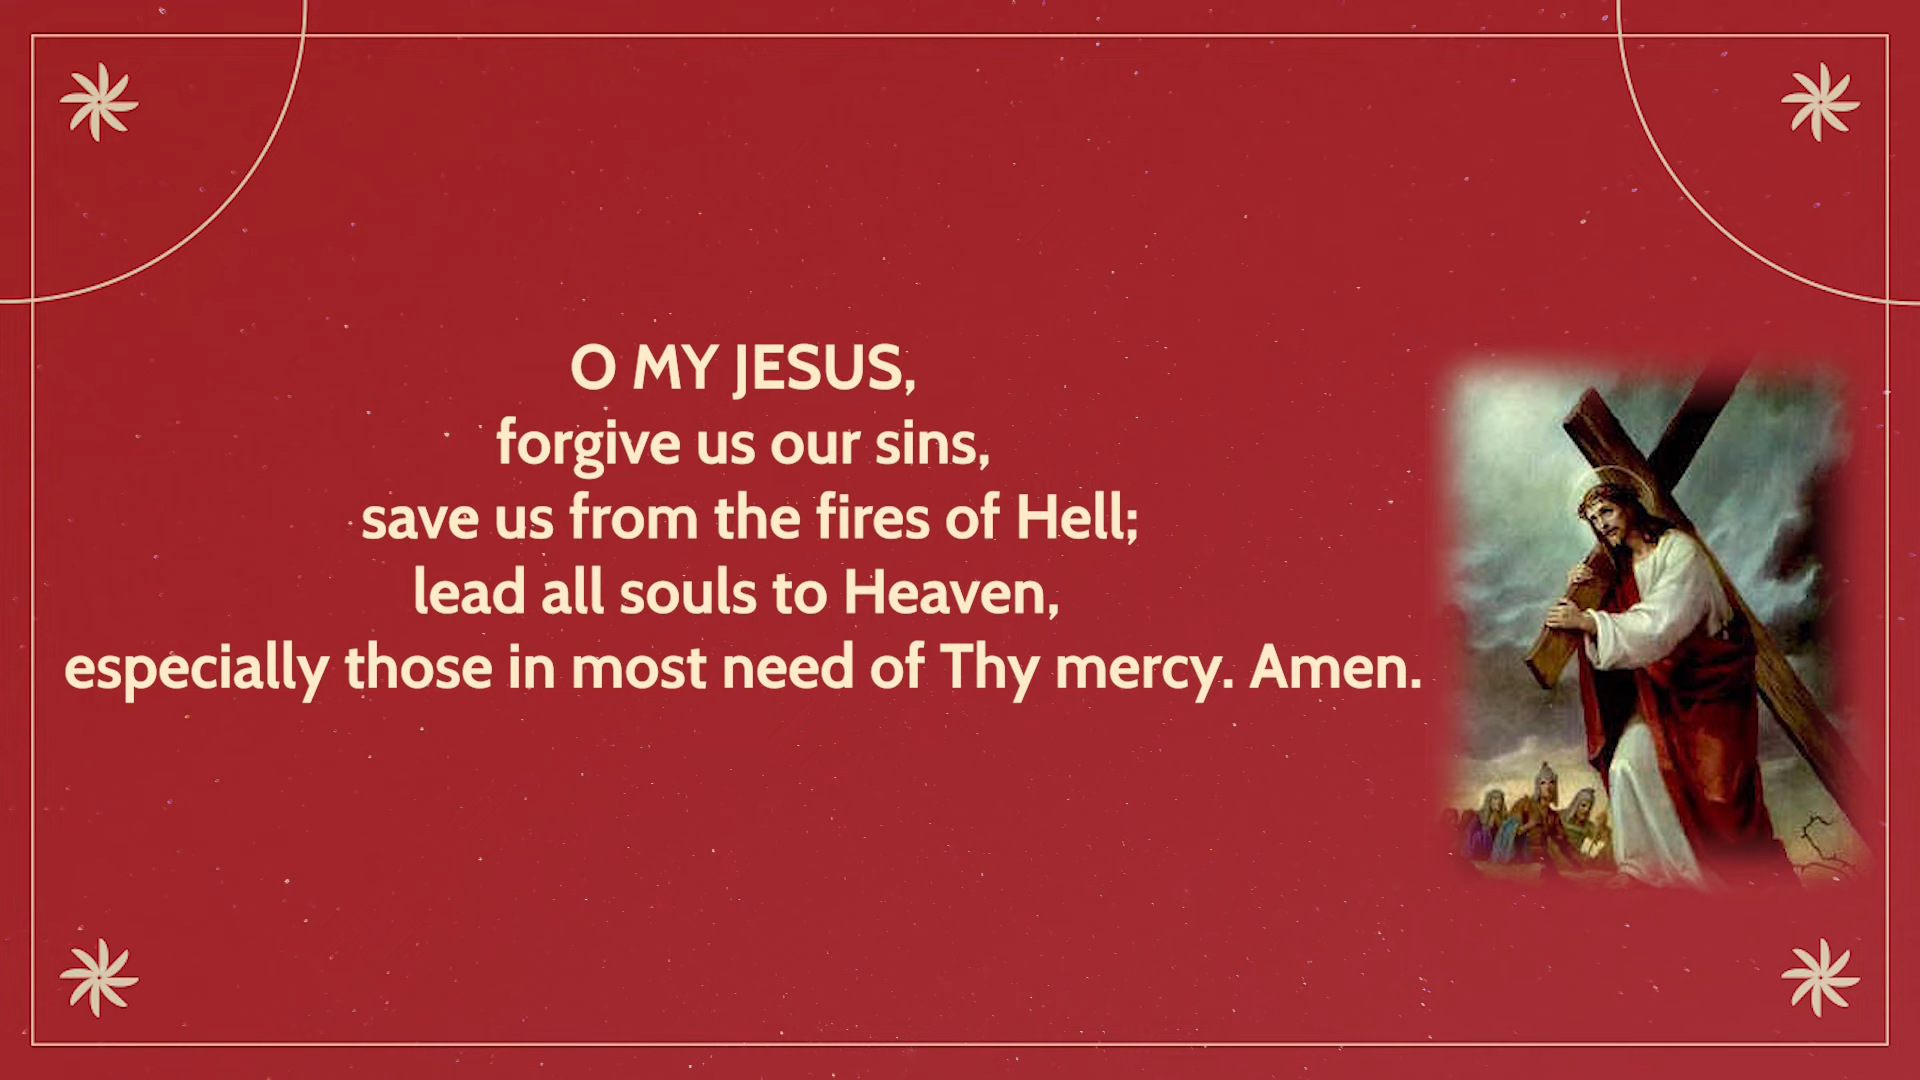 O MY JESUS,
forgive us our sins,
save us from the fires of Hell;
lead all souls to Heaven,
especially those in most need of Thy mercy. Amen.